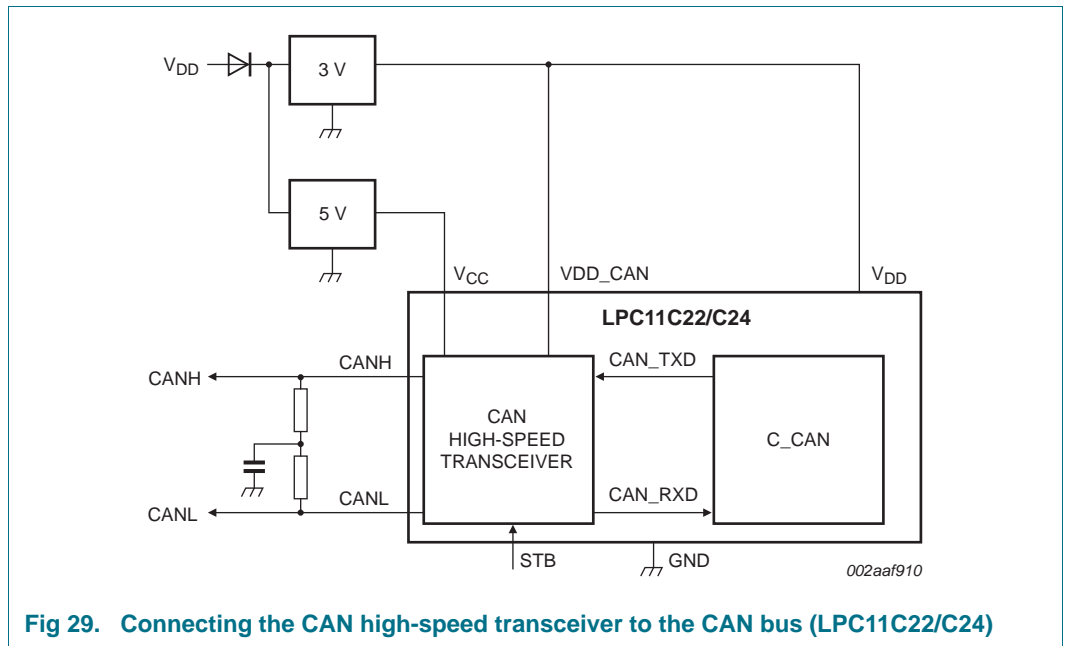 VDD
3 V
5 V
VCC
VDD_CAN
VDD
LPC11C22/C24
CANH
CANH
CAN_TXD
CAN
HIGH-SPEED
TRANSCEIVER
C_CAN
CANL
CANL
CAN_RXD
STB
GND
002aaf910
Fig 29. Connecting the CAN high-speed transceiver to the CAN bus (LPC11C22/C24)